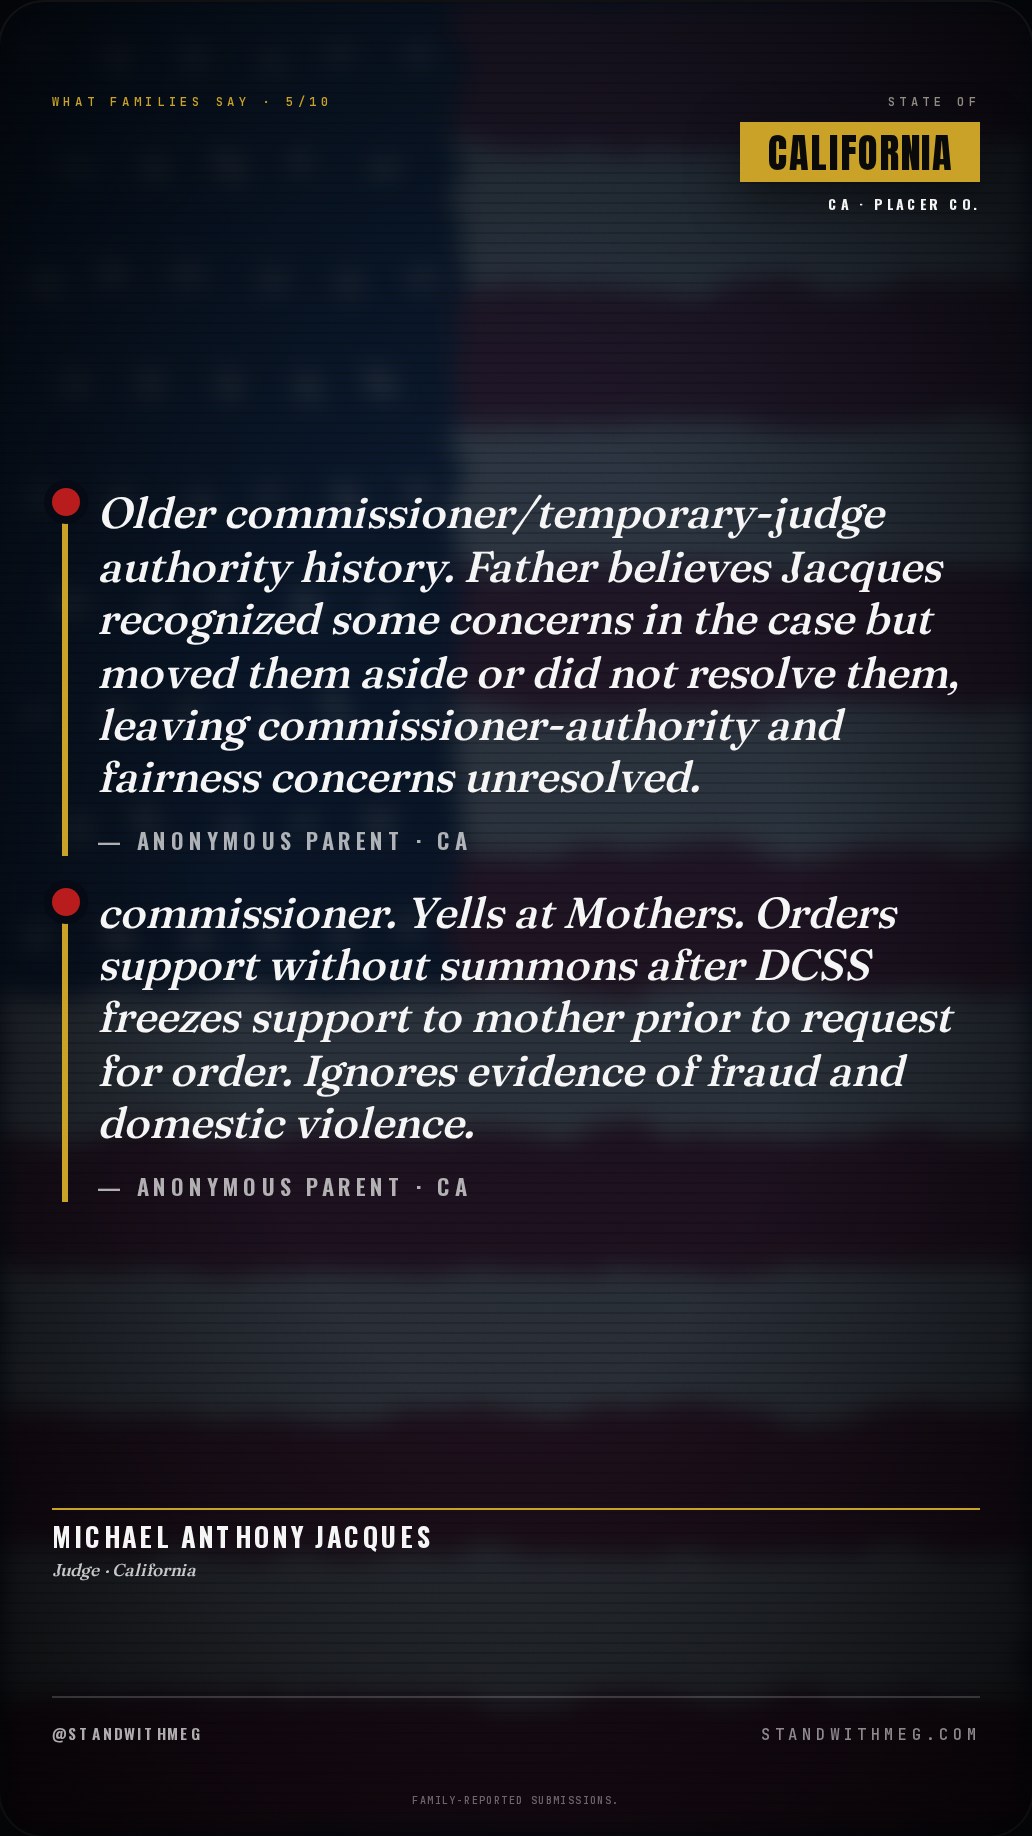 WHAT FAMILIES SAY · 5/10
STATE OF
CALIFORNIA
CA · PLACER CO.
Older commissioner/temporary-judge
authority history. Father believes Jacques
recognized some concerns in the case but
moved them aside or did not resolve them,
leaving commissioner-authority and
fairness concerns unresolved.
— ANONYMOUS PARENT · CA
commissioner. Yells at Mothers. Orders
support without summons after DCSS
freezes support to mother prior to request
for order. Ignores evidence of fraud and
domestic violence.
— ANONYMOUS PARENT · CA
MICHAEL ANTHONY JACQUES
Judge · California
@STANDWITHMEG
STANDWITHMEG.COM
FAMILY-REPORTED SUBMISSIONS.